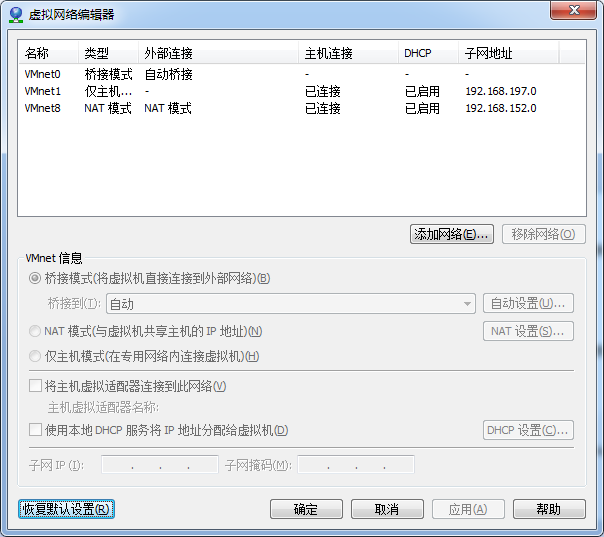 虚拟网络编辑器
名称 类型 外部连接 主机连接 DHCP 子网地址
VMnet0 桥接模式 自动桥接 - - -
VMnet1 仅主机... - 已连接 已启用 192.168.197.0
VMnet8 NAT 模式 NAT 模式 已连接 已启用 192.168.152.0
添加网络(E)... 移除网络(O)
VMnet 信息
桥接模式(将虚拟机直接连接到外部网络)(B)
桥接到(I): 自动 自动设置(U)...
NAT 模式(与虚拟机共享主机的 IP 地址)(N) NAT 设置(S)...
仅主机模式(在专用网络内连接虚拟机)(H)
将主机虚拟适配器连接到此网络(V)
主机虚拟适配器名称:
使用本地 DHCP 服务将 IP 地址分配给虚拟机(D) DHCP 设置(C)...
子网 IP (I): . . . 子网掩码(M): . . .
恢复默认设置(R) 确定 取消 应用(A) 帮助